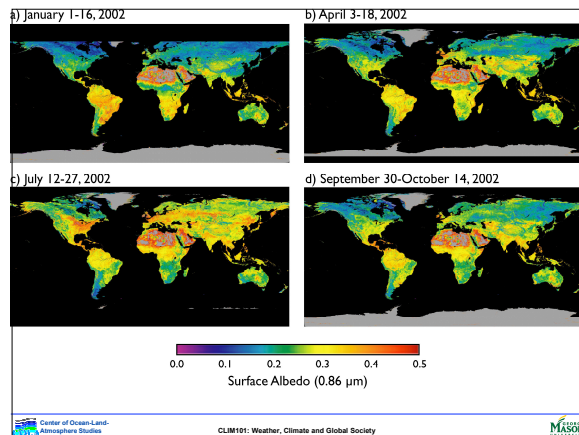 a) January 1-16, 2002
b) April 3-18, 2002
c) July 12-27, 2002
d) September 30-October 14, 2002
0.0 0.1 0.2 0.3 0.4 0.5
Surface Albedo (0.86 µm)
Center of Ocean-Land-
Atmosphere Studies
CLIM101: Weather, Climate and Global Society
GEORGE
MASON